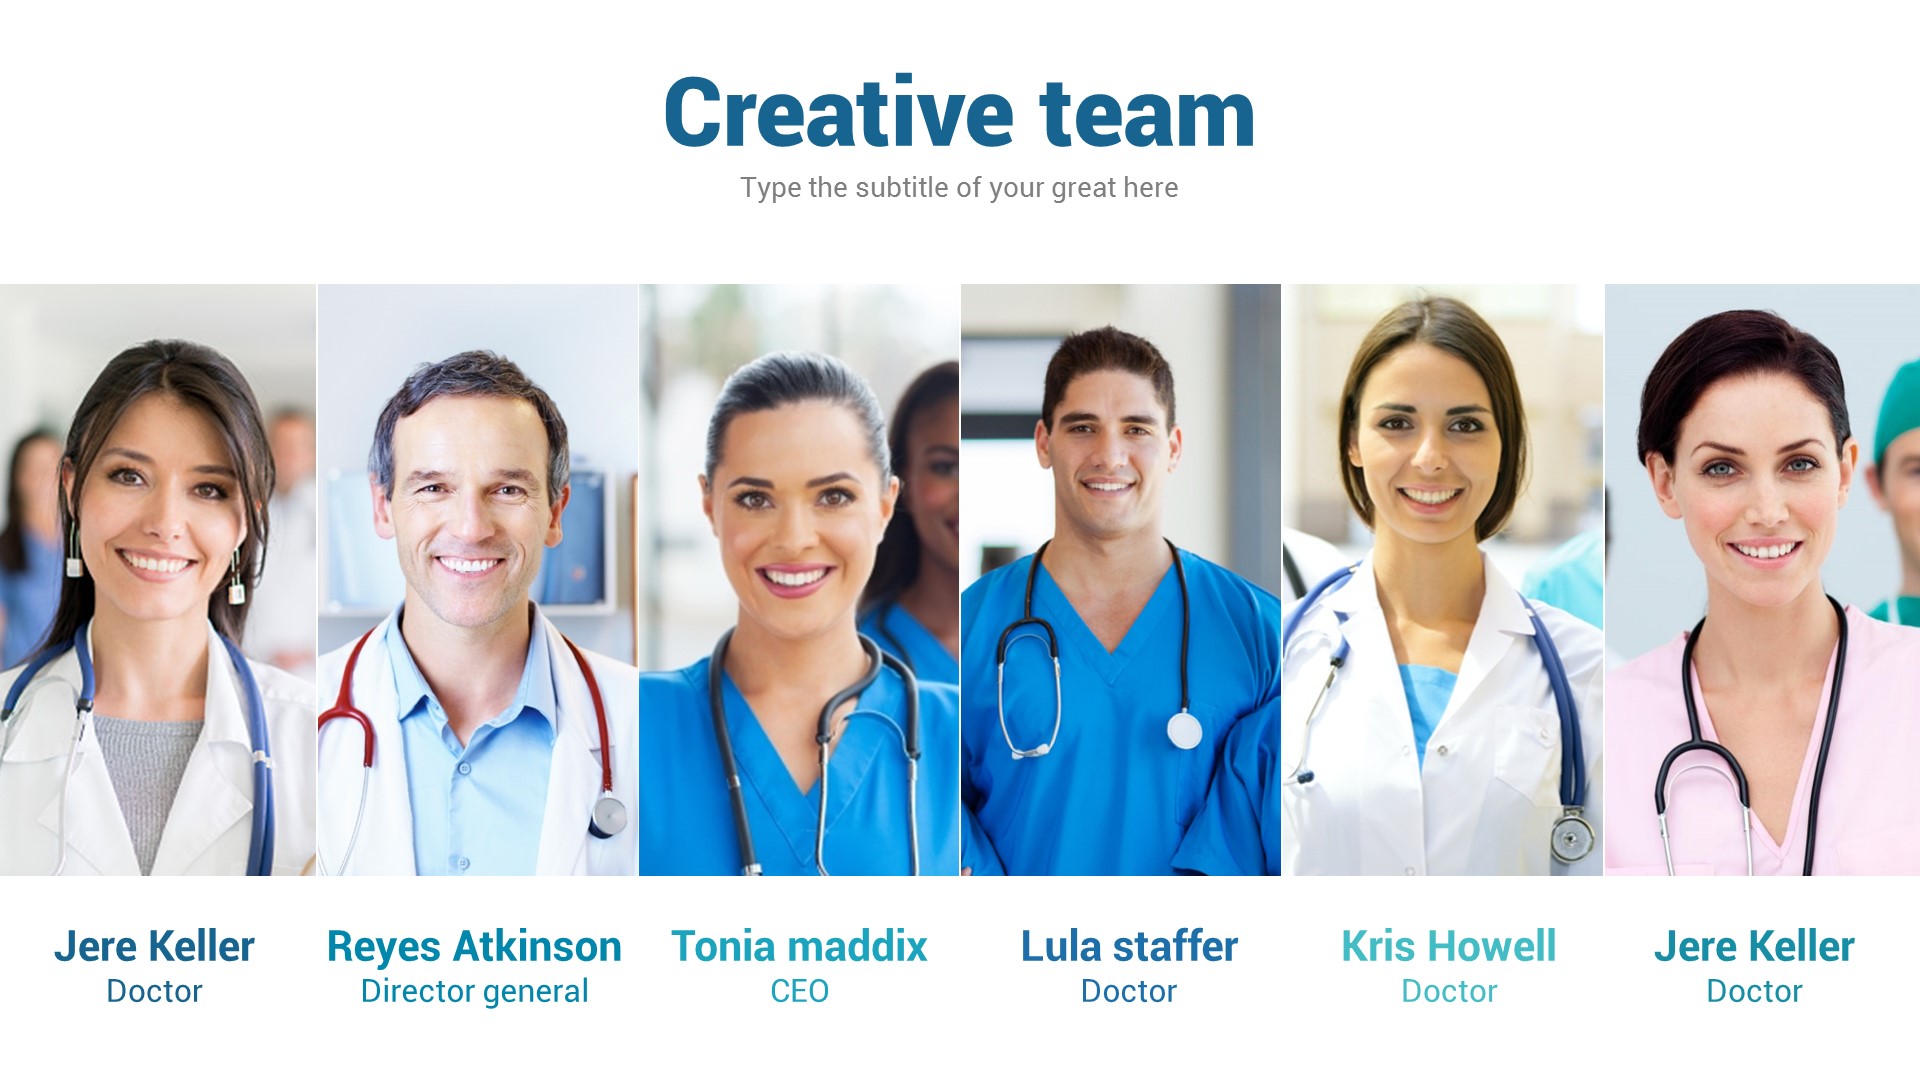 Creative team
Type the subtitle of your great here
Jere Keller
Doctor
Reyes Atkinson
Director general
Tonia maddix
CEO
Lula staffer
Doctor
Kris Howell
Doctor
Jere Keller
Doctor